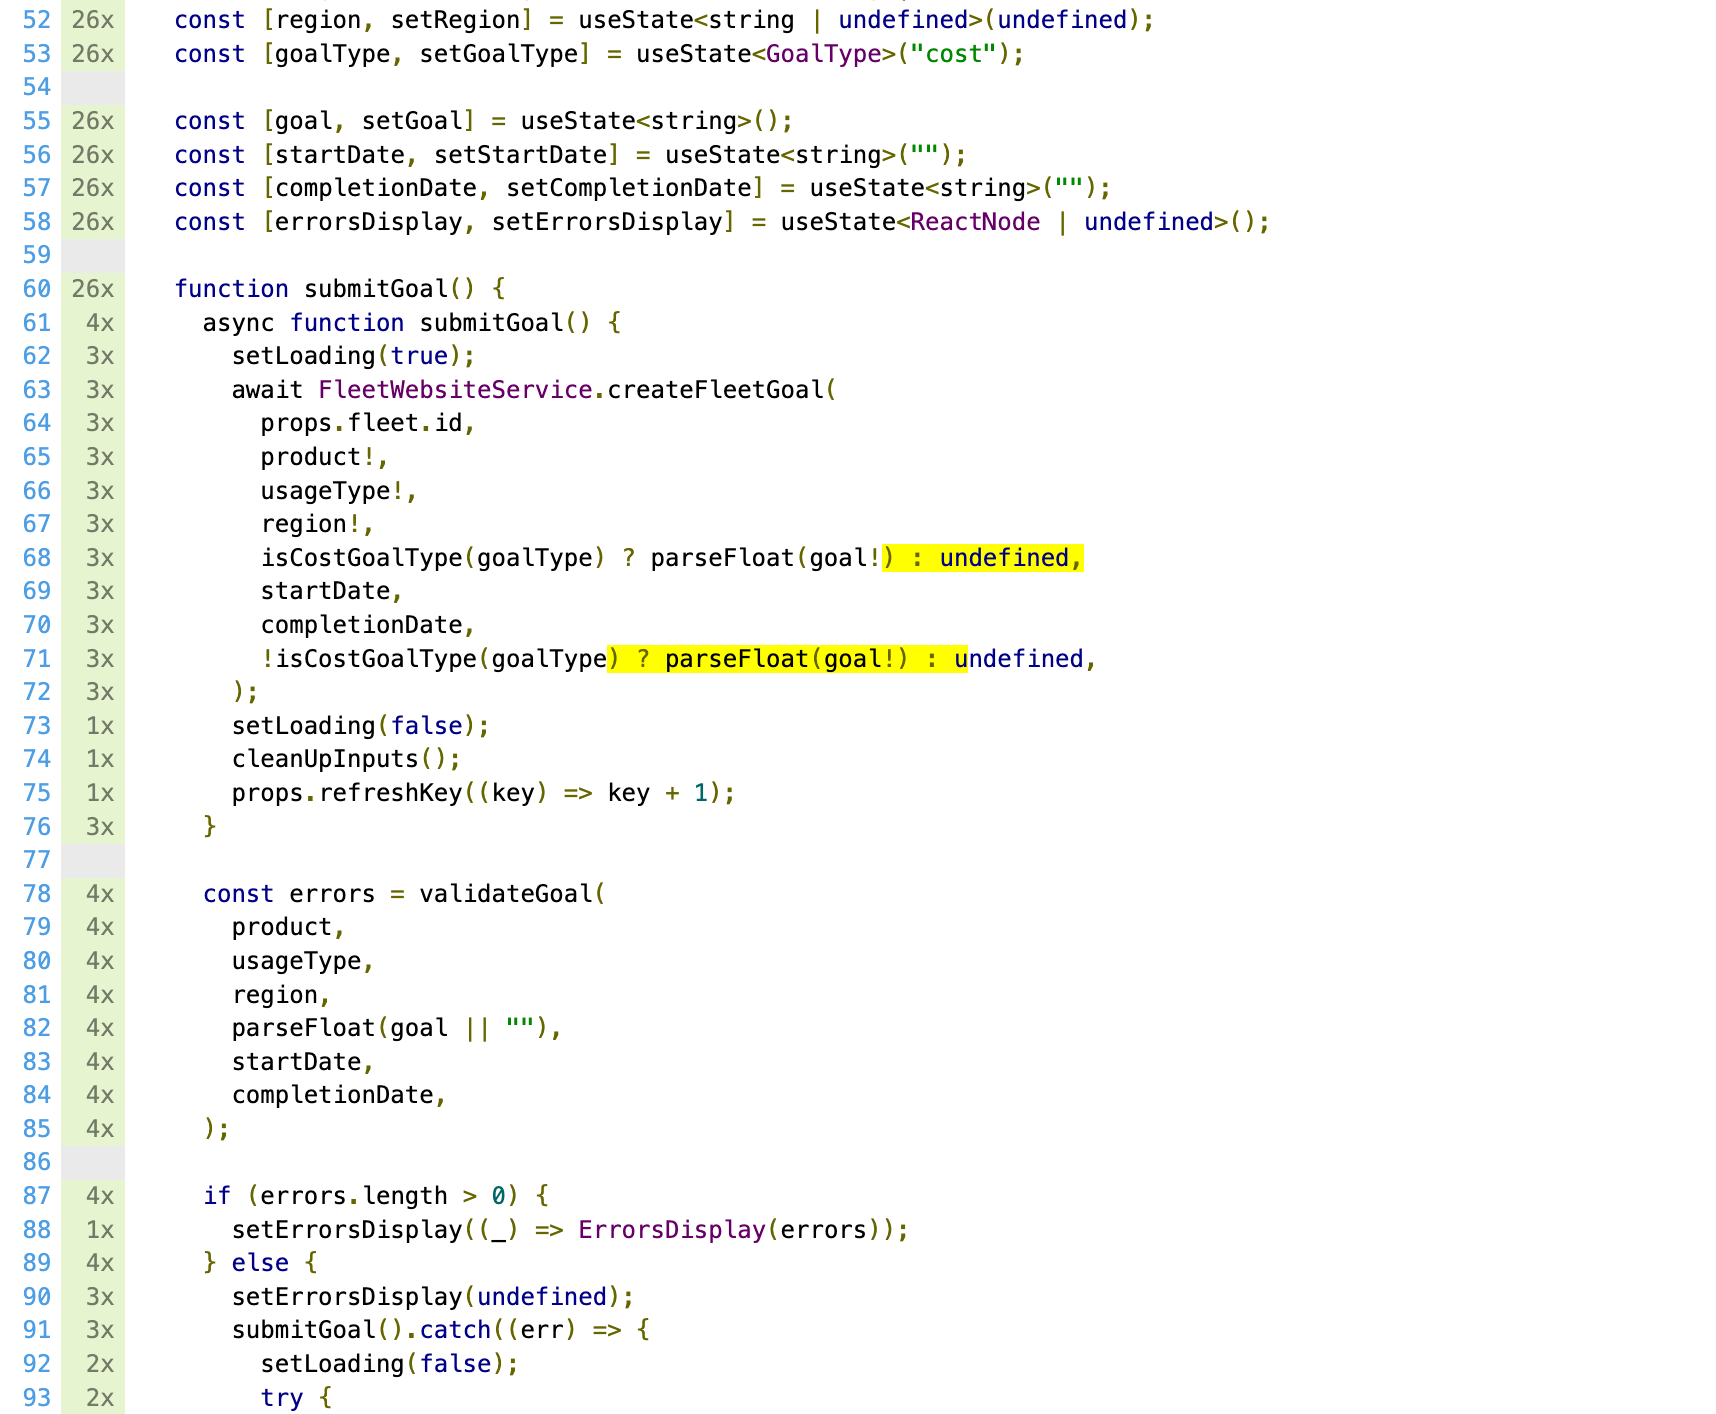 52 26x const [region, setRegion] = useState<string | undefined>(undefined);
53 26x const [goalType, setGoalType] = useState<GoalType>("cost");
54
55 26x const [goal, setGoal] = useState<string>();
56 26x const [startDate, setStartDate] = useState<string>("");
57 26x const [completionDate, setCompletionDate] = useState<string>("");
58 26x const [errorsDisplay, setErrorsDisplay] = useState<ReactNode | undefined>();
59
60 26x function submitGoal() {
61 4x async function submitGoal() {
62 3x setLoading(true);
63 3x await FleetWebsiteService.createFleetGoal(
64 3x props.fleet.id,
65 3x product!,
66 3x usageType!,
67 3x region!,
68 3x isCostGoalType(goalType) ? parseFloat(goal!) : undefined,
69 3x startDate,
70 3x completionDate,
71 3x !isCostGoalType(goalType) ? parseFloat(goal!) : undefined,
72 3x );
73 1x setLoading(false);
74 1x cleanUpInputs();
75 1x props.refreshKey((key) => key + 1);
76 3x }
77
78 4x const errors = validateGoal(
79 4x product,
80 4x usageType,
81 4x region,
82 4x parseFloat(goal || ""),
83 4x startDate,
84 4x completionDate,
85 4x );
86
87 4x if (errors.length > 0) {
88 1x setErrorsDisplay((_) => ErrorsDisplay(errors));
89 4x } else {
90 3x setErrorsDisplay(undefined);
91 3x submitGoal().catch((err) => {
92 2x setLoading(false);
93 2x try {